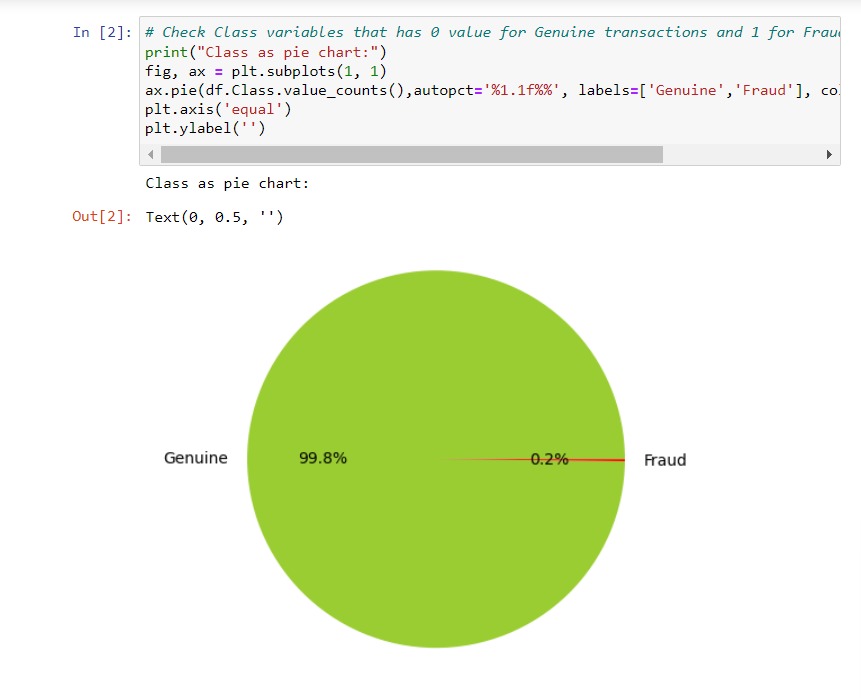 In [2]: # Check Class variables that has 0 value for Genuine transactions and 1 for
print("Class as pie chart:")
fig, ax = plt.subplots(1, 1)
ax.pie(df.Class.value_counts(),autopct='%1.1f%%', labels=['Genuine','Fraud'],
plt.axis('equal')
plt.ylabel('')
Class as pie chart:
Out[2]: Text(0, 0.5, '')
Genuine 99.8% 0.2% Fraud